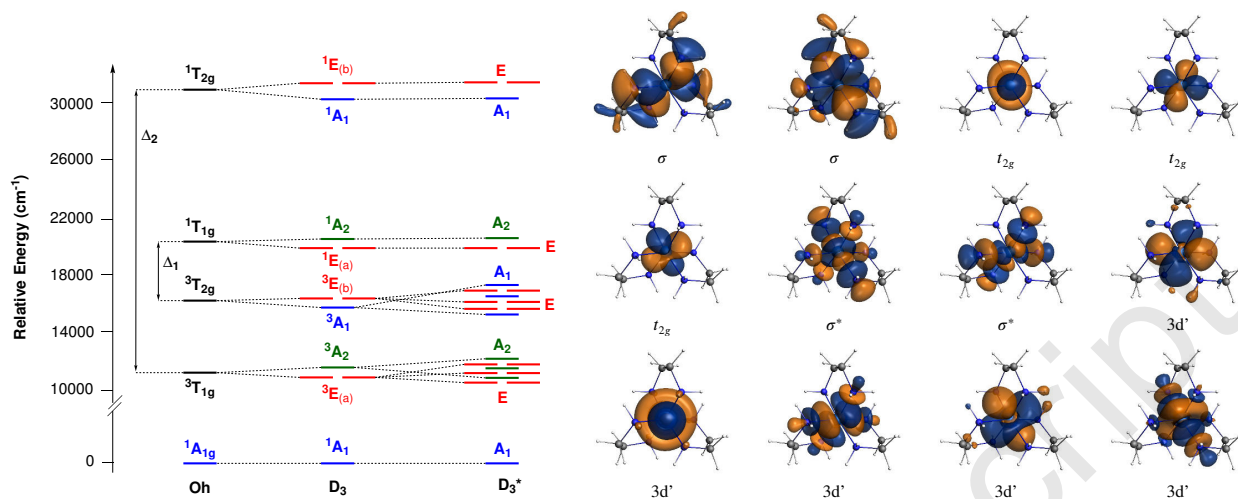 Relative Energy (cm⁻¹)
30000
26000
22000
18000
14000
10000
0
¹T₂g
Δ₂
¹T₁g
Δ₁
³T₂g
³T₁g
¹A₁g
Oh
¹E(b)
¹A₁
¹A₂
¹E(a)
³E(b)
³A₁
³A₂
³E(a)
¹A₁
D₃
E
A₁
A₂
E
A₁
E
A₂
E
A₁
D₃*
σ σ t₂g t₂g
t₂g σ* σ* 3d'
3d' 3d' 3d' 3d'